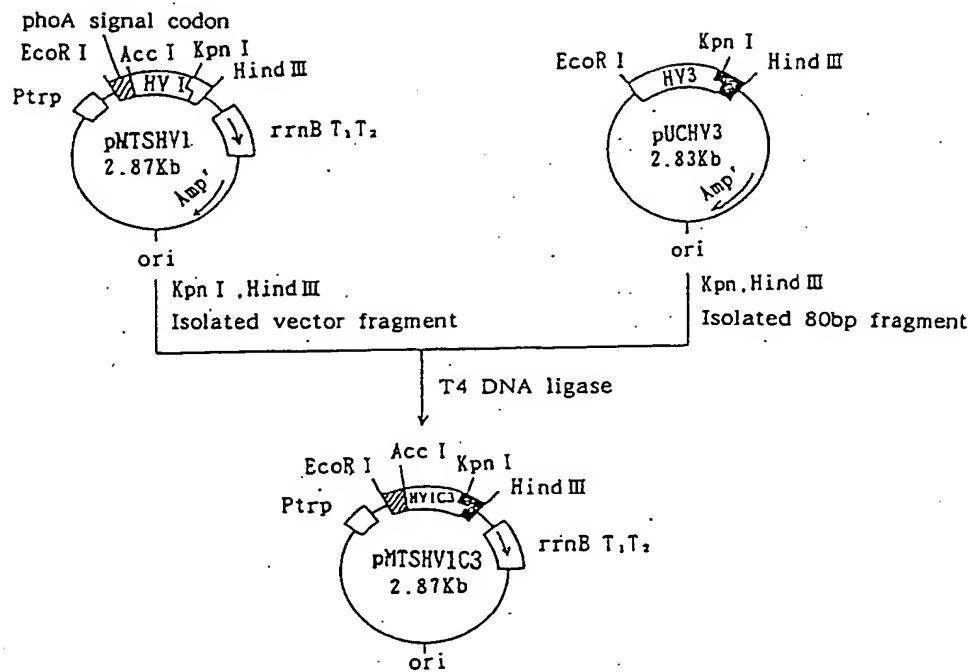 phoA signal codon
EcoR I
Acc I
Kpn I
Hind III
HV I
Ptrp
rrnB T₁T₂
pMTSHV1
2.87Kb
Ampʳ
ori
EcoR I
Kpn I
Hind III
HV3
pUCHV3
2.83Kb
Ampʳ
ori
Kpn I ,Hind III
Isolated vector fragment
Kpn,Hind III
Isolated 80bp fragment
T4 DNA ligase
EcoR I
Acc I
Kpn I
Hind III
HV1C3
Ptrp
rrnB T₁T₂
pMTSHV1C3
2.87Kb
ori